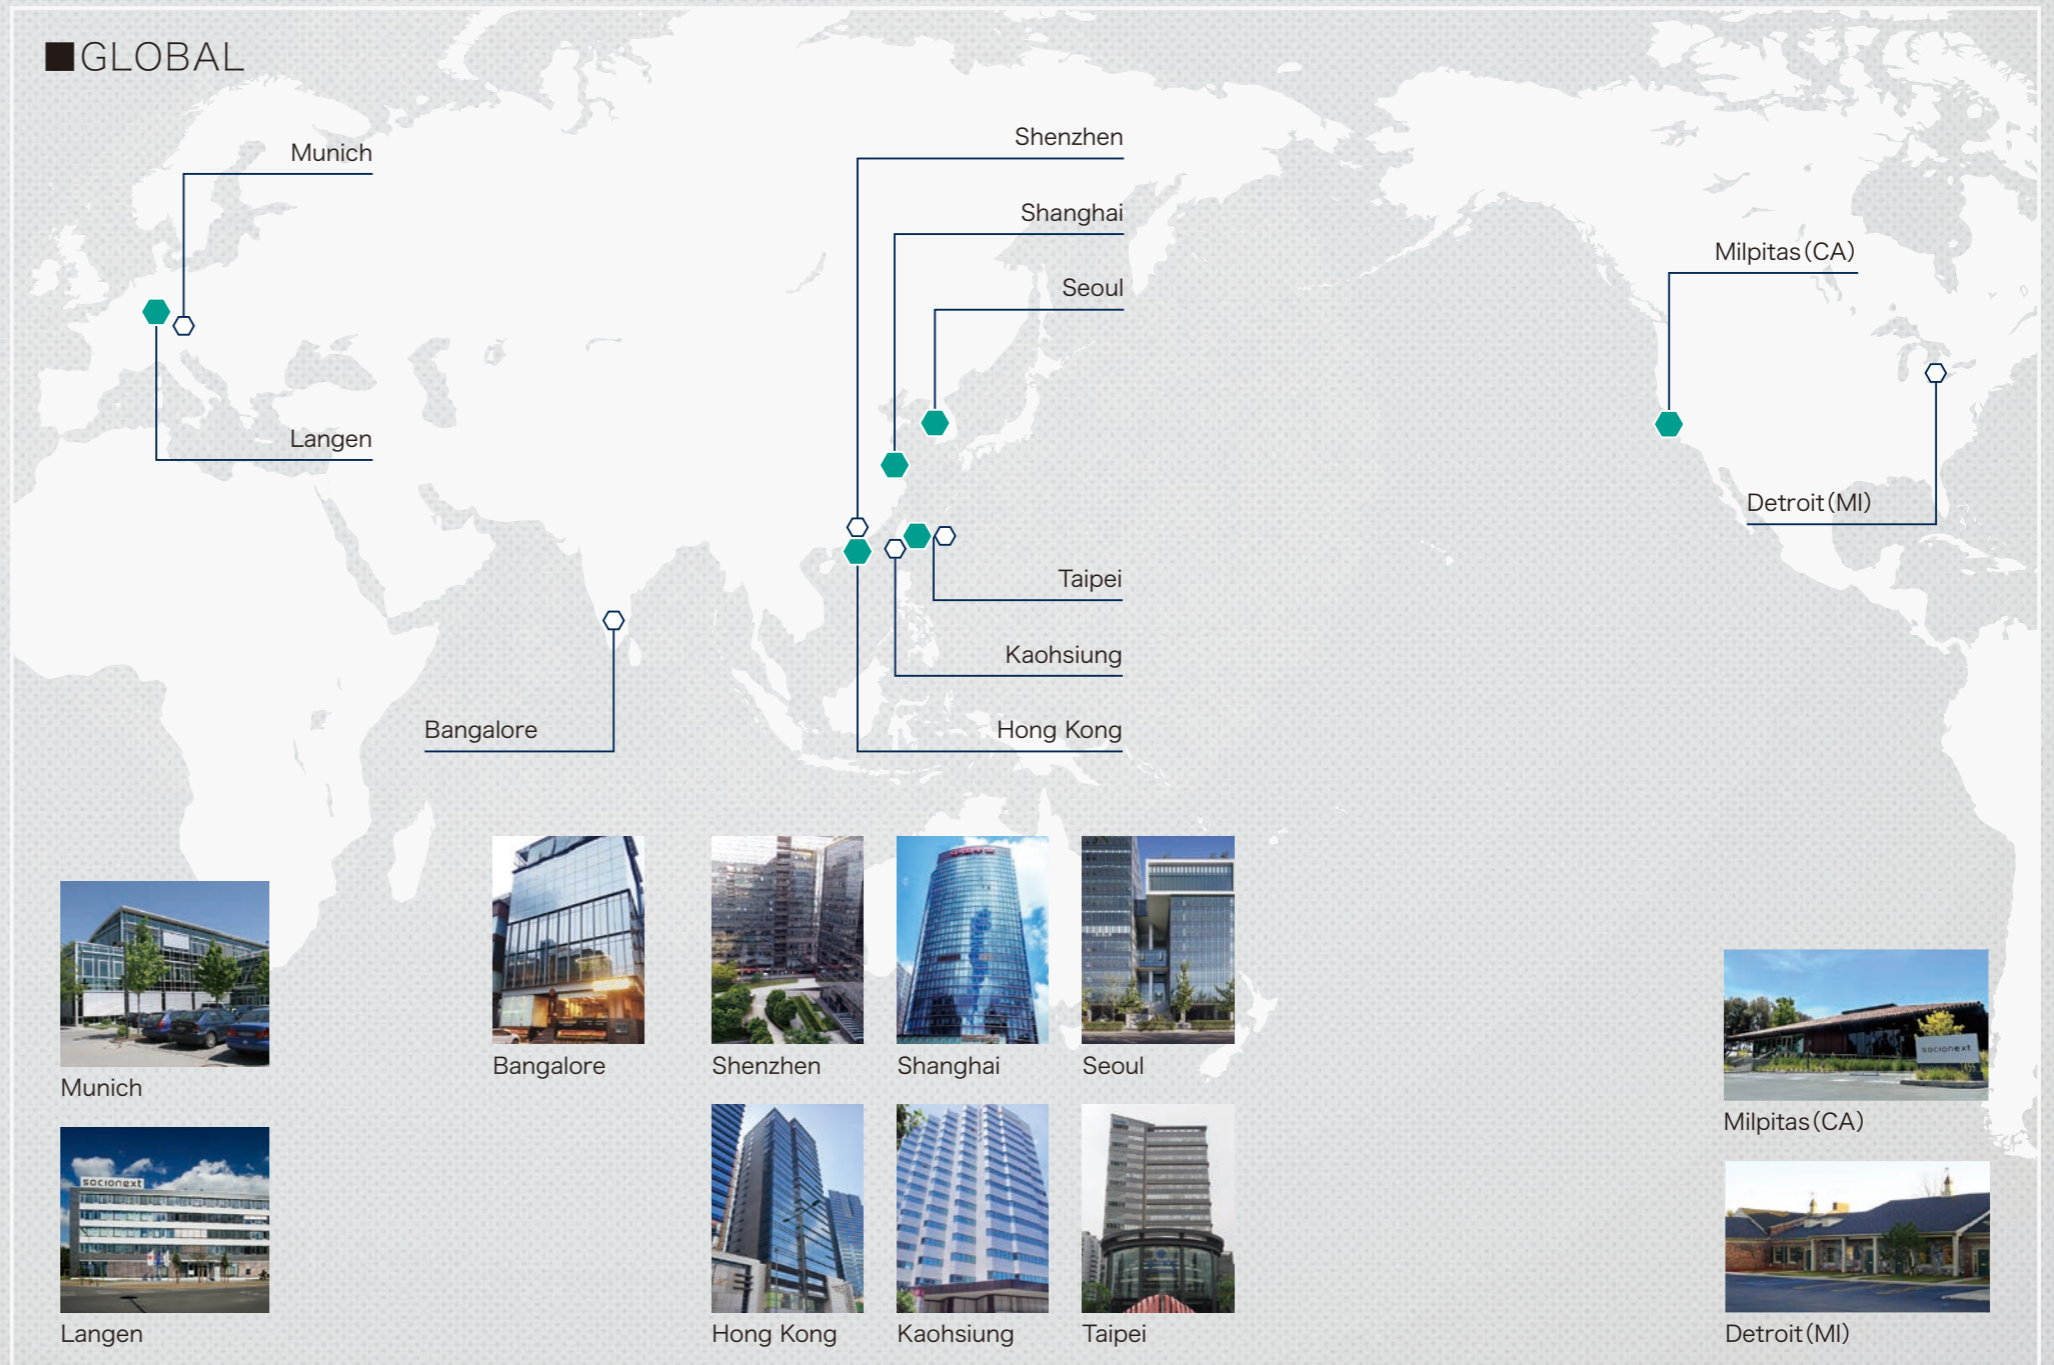 ■GLOBAL
Munich
Langen
Bangalore
Shenzhen
Shanghai
Seoul
Taipei
Kaohsiung
Hong Kong
Milpitas(CA)
Detroit(MI)
Munich
socionext
Langen
Bangalore
Shenzhen
Shanghai
Seoul
Hong Kong
Kaohsiung
Taipei
socionext
Milpitas(CA)
Detroit(MI)